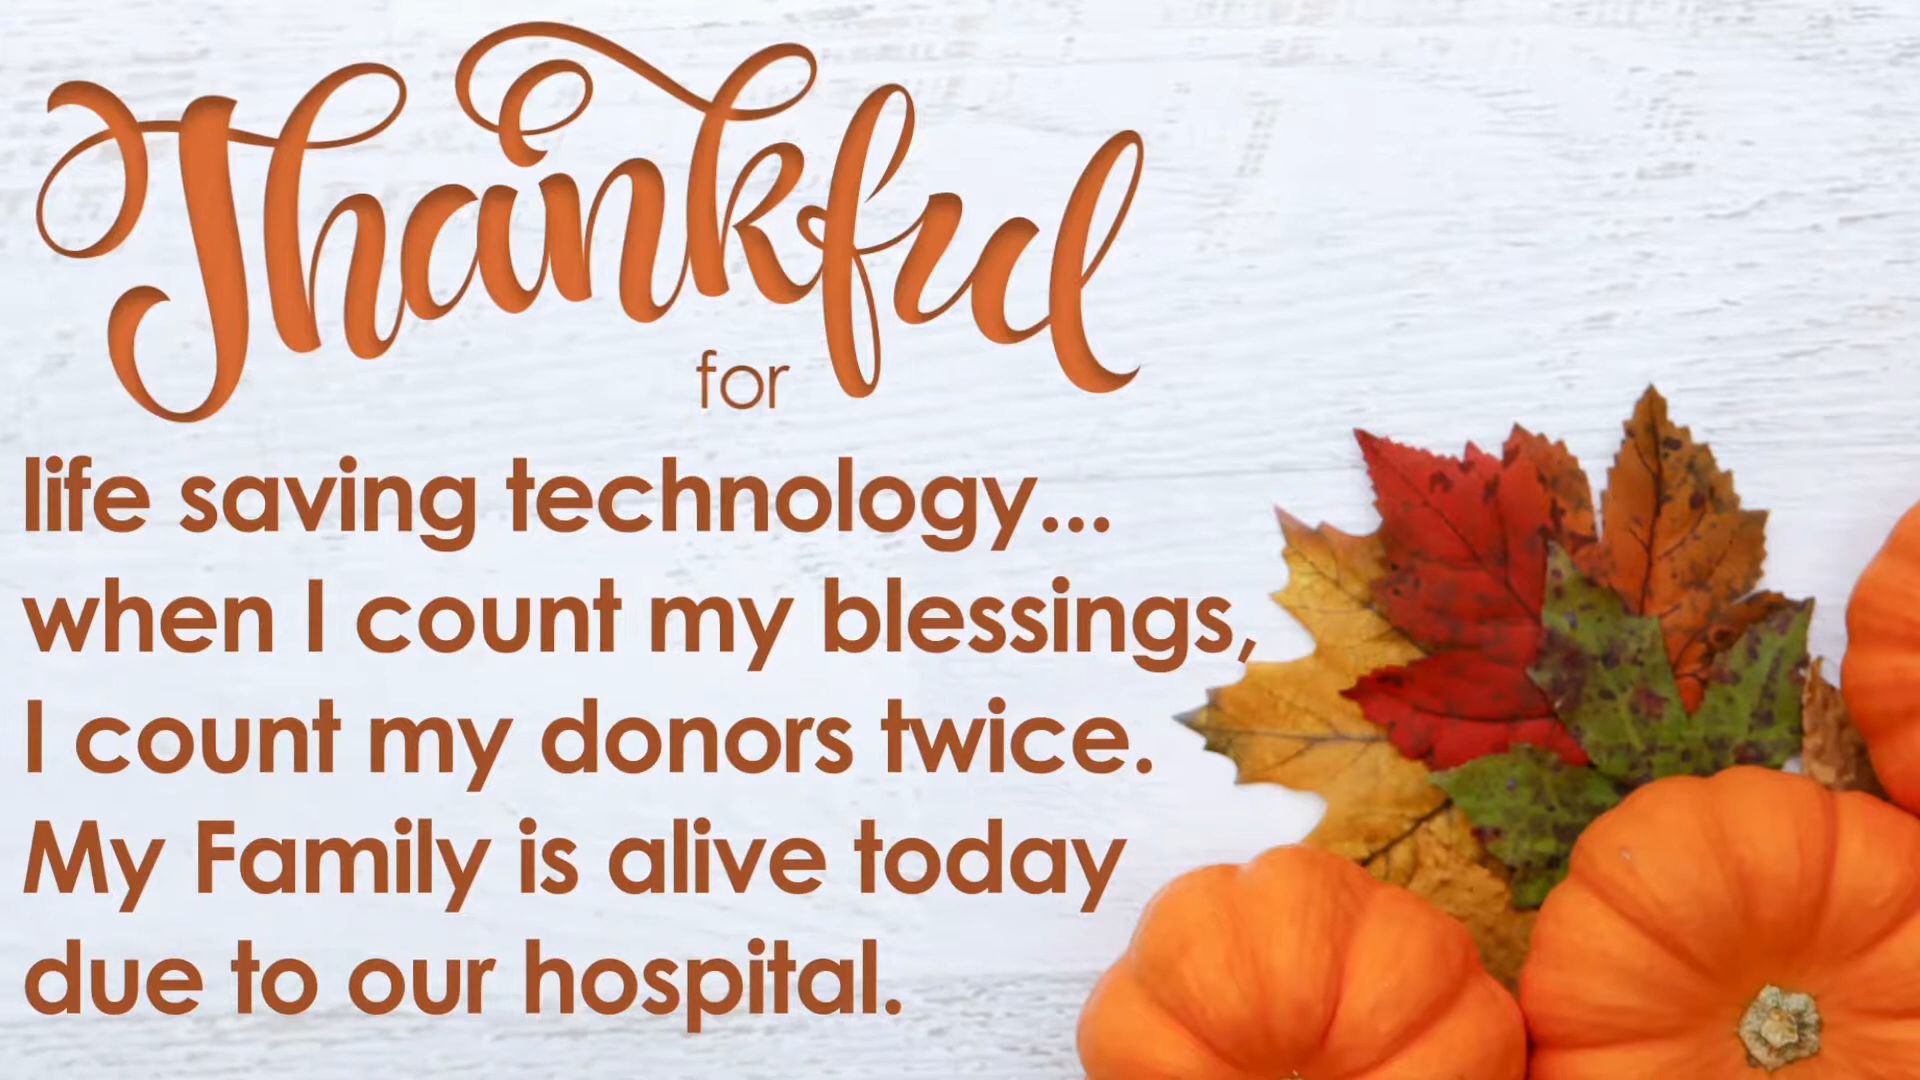 Thankful
for
life saving technology...
when I count my blessings,
I count my donors twice.
My Family is alive today
due to our hospital.